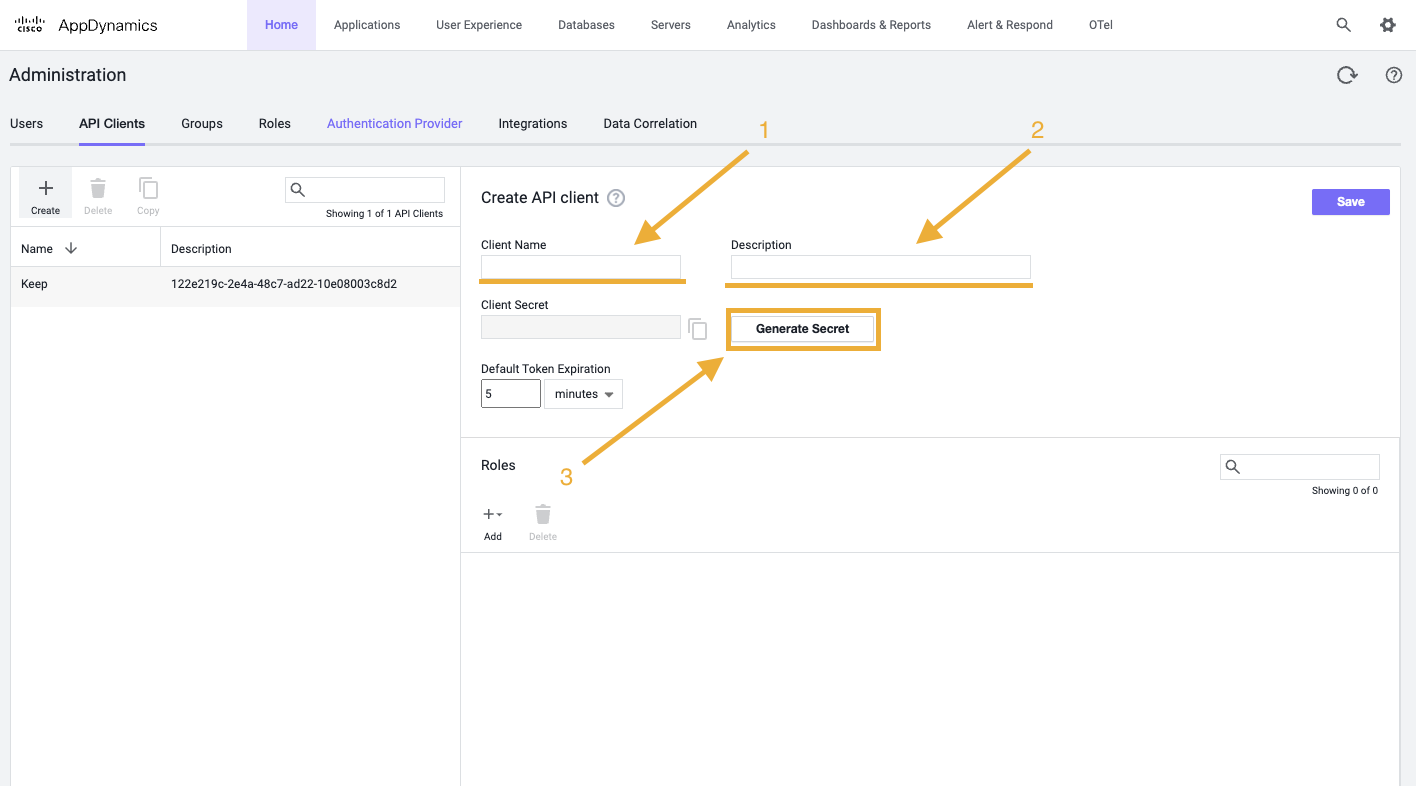 CISCO AppDynamics Home Applications User Experience Databases Servers Analytics Dashboards & Reports Alert & Respond OTel
Administration
Users API Clients Groups Roles Authentication Provider Integrations Data Correlation
1
2
Create Delete Copy
Showing 1 of 1 API Clients
Name Description
Keep 122e219c-2e4a-48c7-ad22-10e08003c8d2
Create API client ?
Save
Client Name Description
Client Secret
Generate Secret
Default Token Expiration
5 minutes
3
Roles
Showing 0 of 0
Add Delete